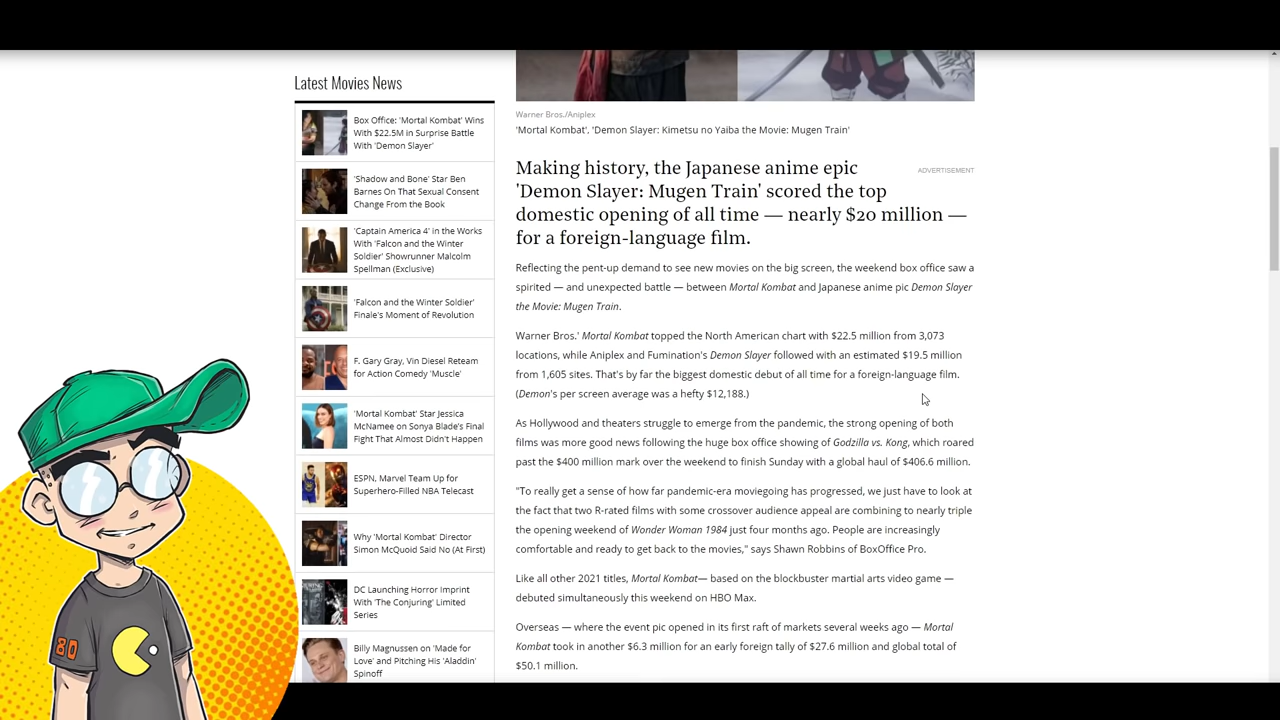 Latest Movies News
Box Office: 'Mortal Kombat' Wins
With $22.5M in Surprise Battle
With 'Demon Slayer'
'Shadow and Bone' Star Ben
Barnes On That Sexual Consent
Change From the Book
'Captain America 4' in the Works
With 'Falcon and the Winter
Soldier' Showrunner Malcolm
Spellman (Exclusive)
'Falcon and the Winter Soldier'
Finale's Moment of Revolution
F. Gary Gray, Vin Diesel Reteam
for Action Comedy 'Muscle'
'Mortal Kombat' Star Jessica
McNamee on Sonya Blade's Final
Fight That Almost Didn't Happen
ESPN, Marvel Team Up for
Superhero-Filled NBA Telecast
Why 'Mortal Kombat' Director
Simon McQuoid Said No (At First)
DC Launching Horror Imprint
With 'The Conjuring' Limited
Series
Billy Magnussen on 'Made for
Love' and Pitching His 'Aladdin'
Spinoff
Warner Bros./Aniplex
'Mortal Kombat', 'Demon Slayer: Kimetsu no Yaiba the Movie: Mugen Train'
ADVERTISEMENT
Making history, the Japanese anime epic
'Demon Slayer: Mugen Train' scored the top
domestic opening of all time — nearly $20 million —
for a foreign-language film.
Reflecting the pent-up demand to see new movies on the big screen, the weekend box office saw a
spirited — and unexpected battle — between Mortal Kombat and Japanese anime pic Demon Slayer
the Movie: Mugen Train.
Warner Bros.' Mortal Kombat topped the North American chart with $22.5 million from 3,073
locations, while Aniplex and Fumination's Demon Slayer followed with an estimated $19.5 million
from 1,605 sites. That's by far the biggest domestic debut of all time for a foreign-language film.
(Demon's per screen average was a hefty $12,188.)
As Hollywood and theaters struggle to emerge from the pandemic, the strong opening of both
films was more good news following the huge box office showing of Godzilla vs. Kong, which roared
past the $400 million mark over the weekend to finish Sunday with a global haul of $406.6 million.
"To really get a sense of how far pandemic-era moviegoing has progressed, we just have to look at
the fact that two R-rated films with some crossover audience appeal are combining to nearly triple
the opening weekend of Wonder Woman 1984 just four months ago. People are increasingly
comfortable and ready to get back to the movies," says Shawn Robbins of BoxOffice Pro.
Like all other 2021 titles, Mortal Kombat— based on the blockbuster martial arts video game —
debuted simultaneously this weekend on HBO Max.
Overseas — where the event pic opened in its first raft of markets several weeks ago — Mortal
Kombat took in another $6.3 million for an early foreign tally of $27.6 million and global total of
$50.1 million.
80